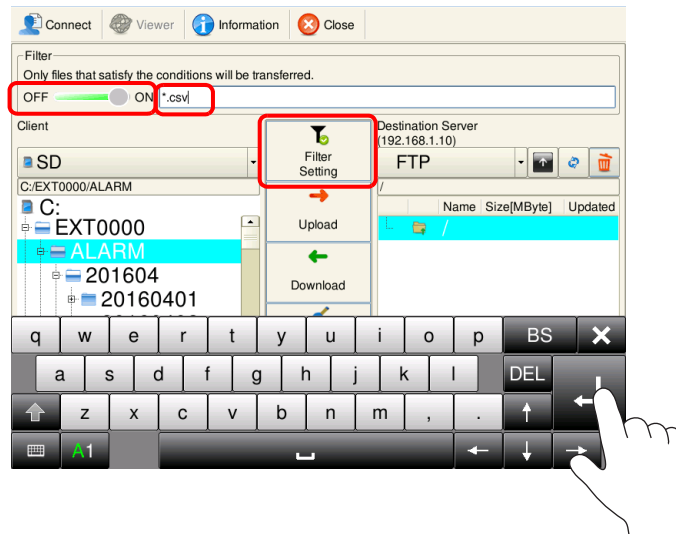 Connect Viewer Information Close
Filter
Only files that satisfy the conditions will be transferred.
OFF ON *.csv
Client
Filter
Setting
Destination Server
(192.168.1.10)
SD
FTP
C:/EXT0000/ALARM
/
C:
EXT0000
ALARM
201604
20160401
Upload
Download
Name Size[MByte] Updated
/
q w e r t y u i o p BS
a s d f g h j k l DEL
z x c v b n m , .
A1